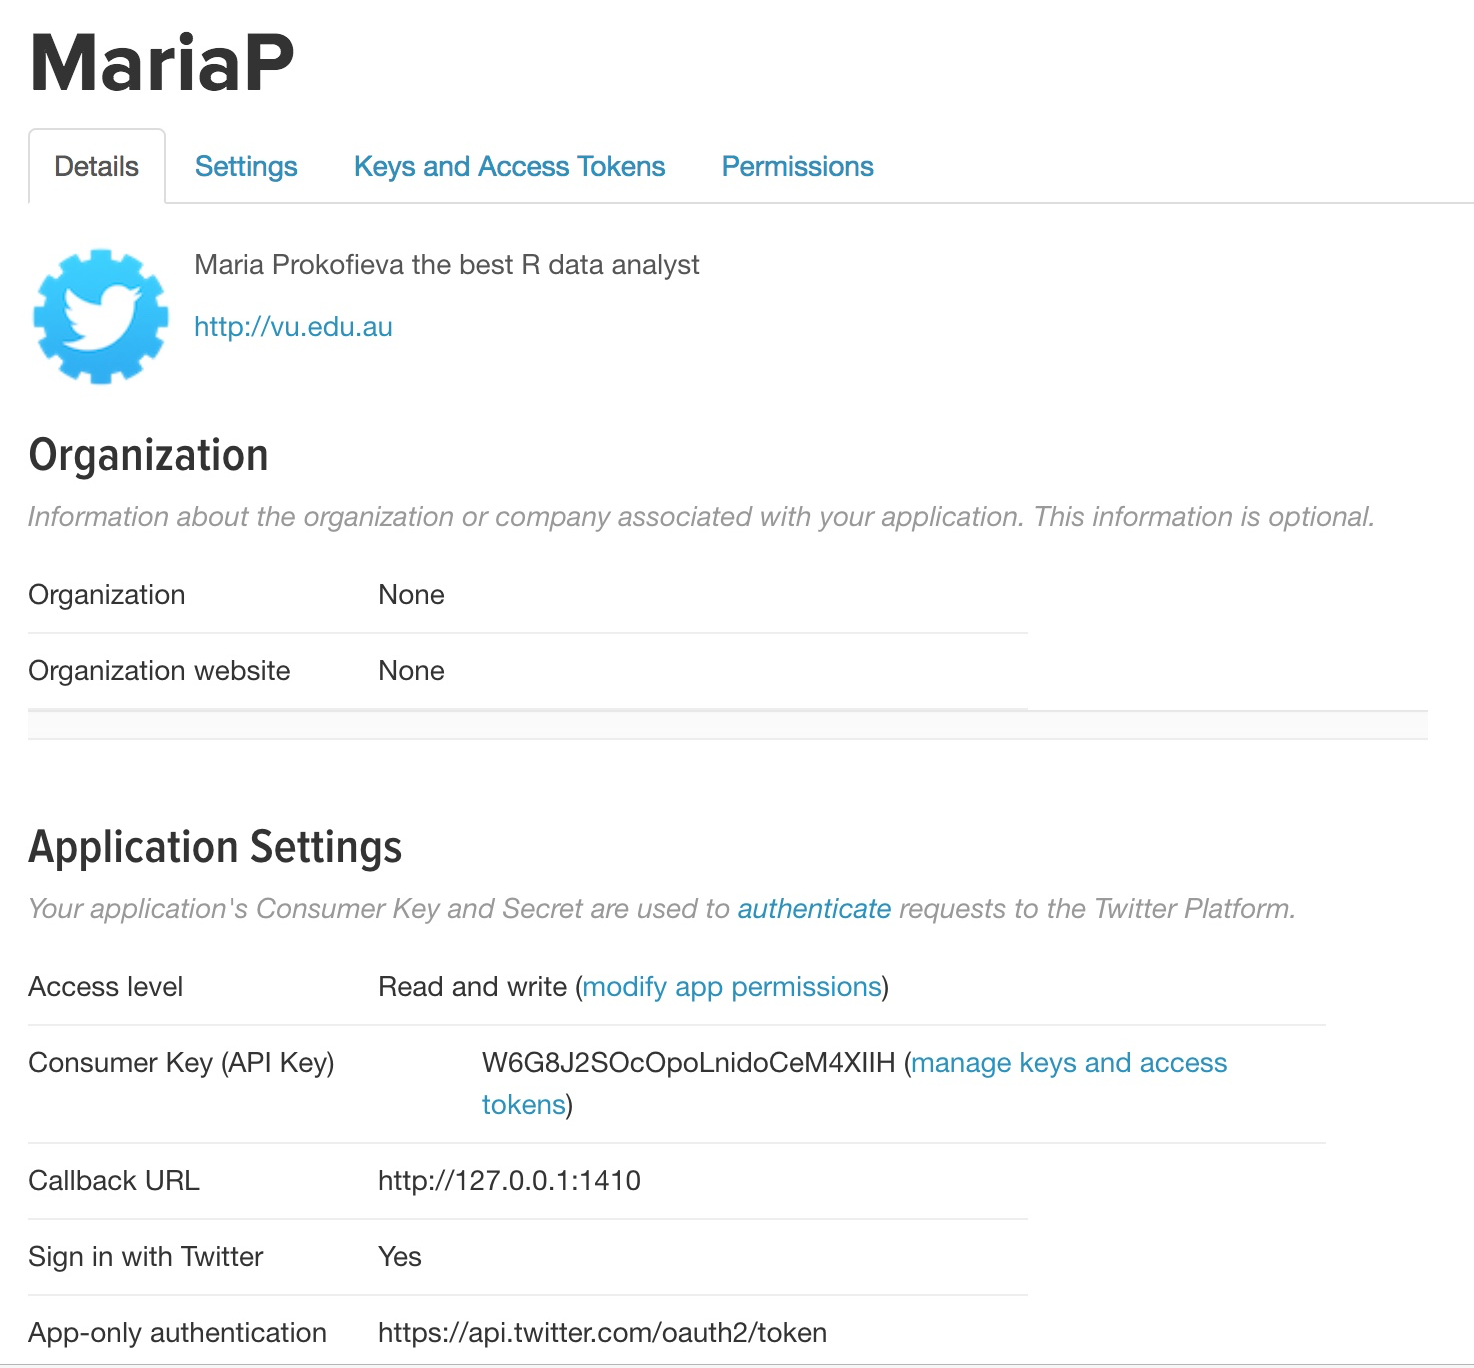 MariaP
Details Settings Keys and Access Tokens Permissions
Maria Prokofieva the best R data analyst
http://vu.edu.au
Organization
Information about the organization or company associated with your application. This information is optional.
Organization None
Organization website None
Application Settings
Your application's Consumer Key and Secret are used to authenticate requests to the Twitter Platform.
Access level Read and write (modify app permissions)
Consumer Key (API Key) W6G8J2SOcOpoLnidoCeM4XIIH (manage keys and access
tokens)
Callback URL http://127.0.0.1:1410
Sign in with Twitter Yes
App-only authentication https://api.twitter.com/oauth2/token